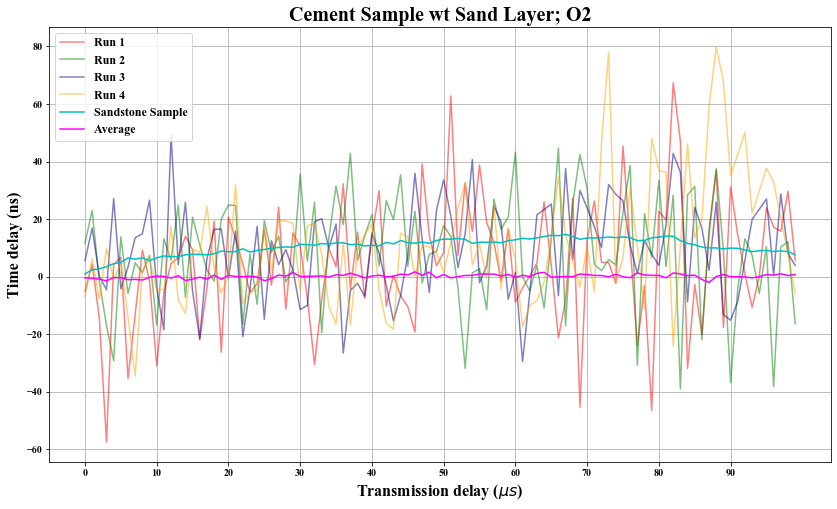 Cement Sample wt Sand Layer; O2
Run 1
Run 2
Run 3
Run 4
Sandstone Sample
Average
Time delay (ns)
80
60
40
20
0
−20
−40
−60
0 10 20 30 40 50 60 70 80 90
Transmission delay (μs)